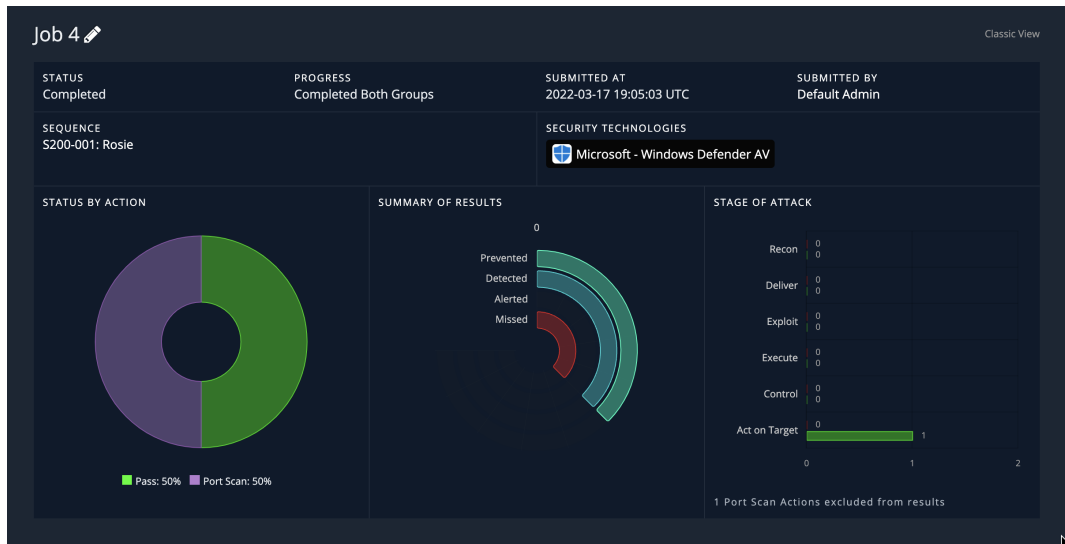 Job 4
Classic View
STATUS
Completed
PROGRESS
Completed Both Groups
SUBMITTED AT
2022-03-17 19:05:03 UTC
SUBMITTED BY
Default Admin
SEQUENCE
S200-001: Rosie
SECURITY TECHNOLOGIES
Microsoft - Windows Defender AV
STATUS BY ACTION
Pass: 50% Port Scan: 50%
SUMMARY OF RESULTS
0
Prevented
Detected
Alerted
Missed
STAGE OF ATTACK
Recon 0
0
Deliver 0
0
Exploit 0
0
Execute 0
0
Control 0
0
Act on Target 0
1
0 1 2
1 Port Scan Actions excluded from results